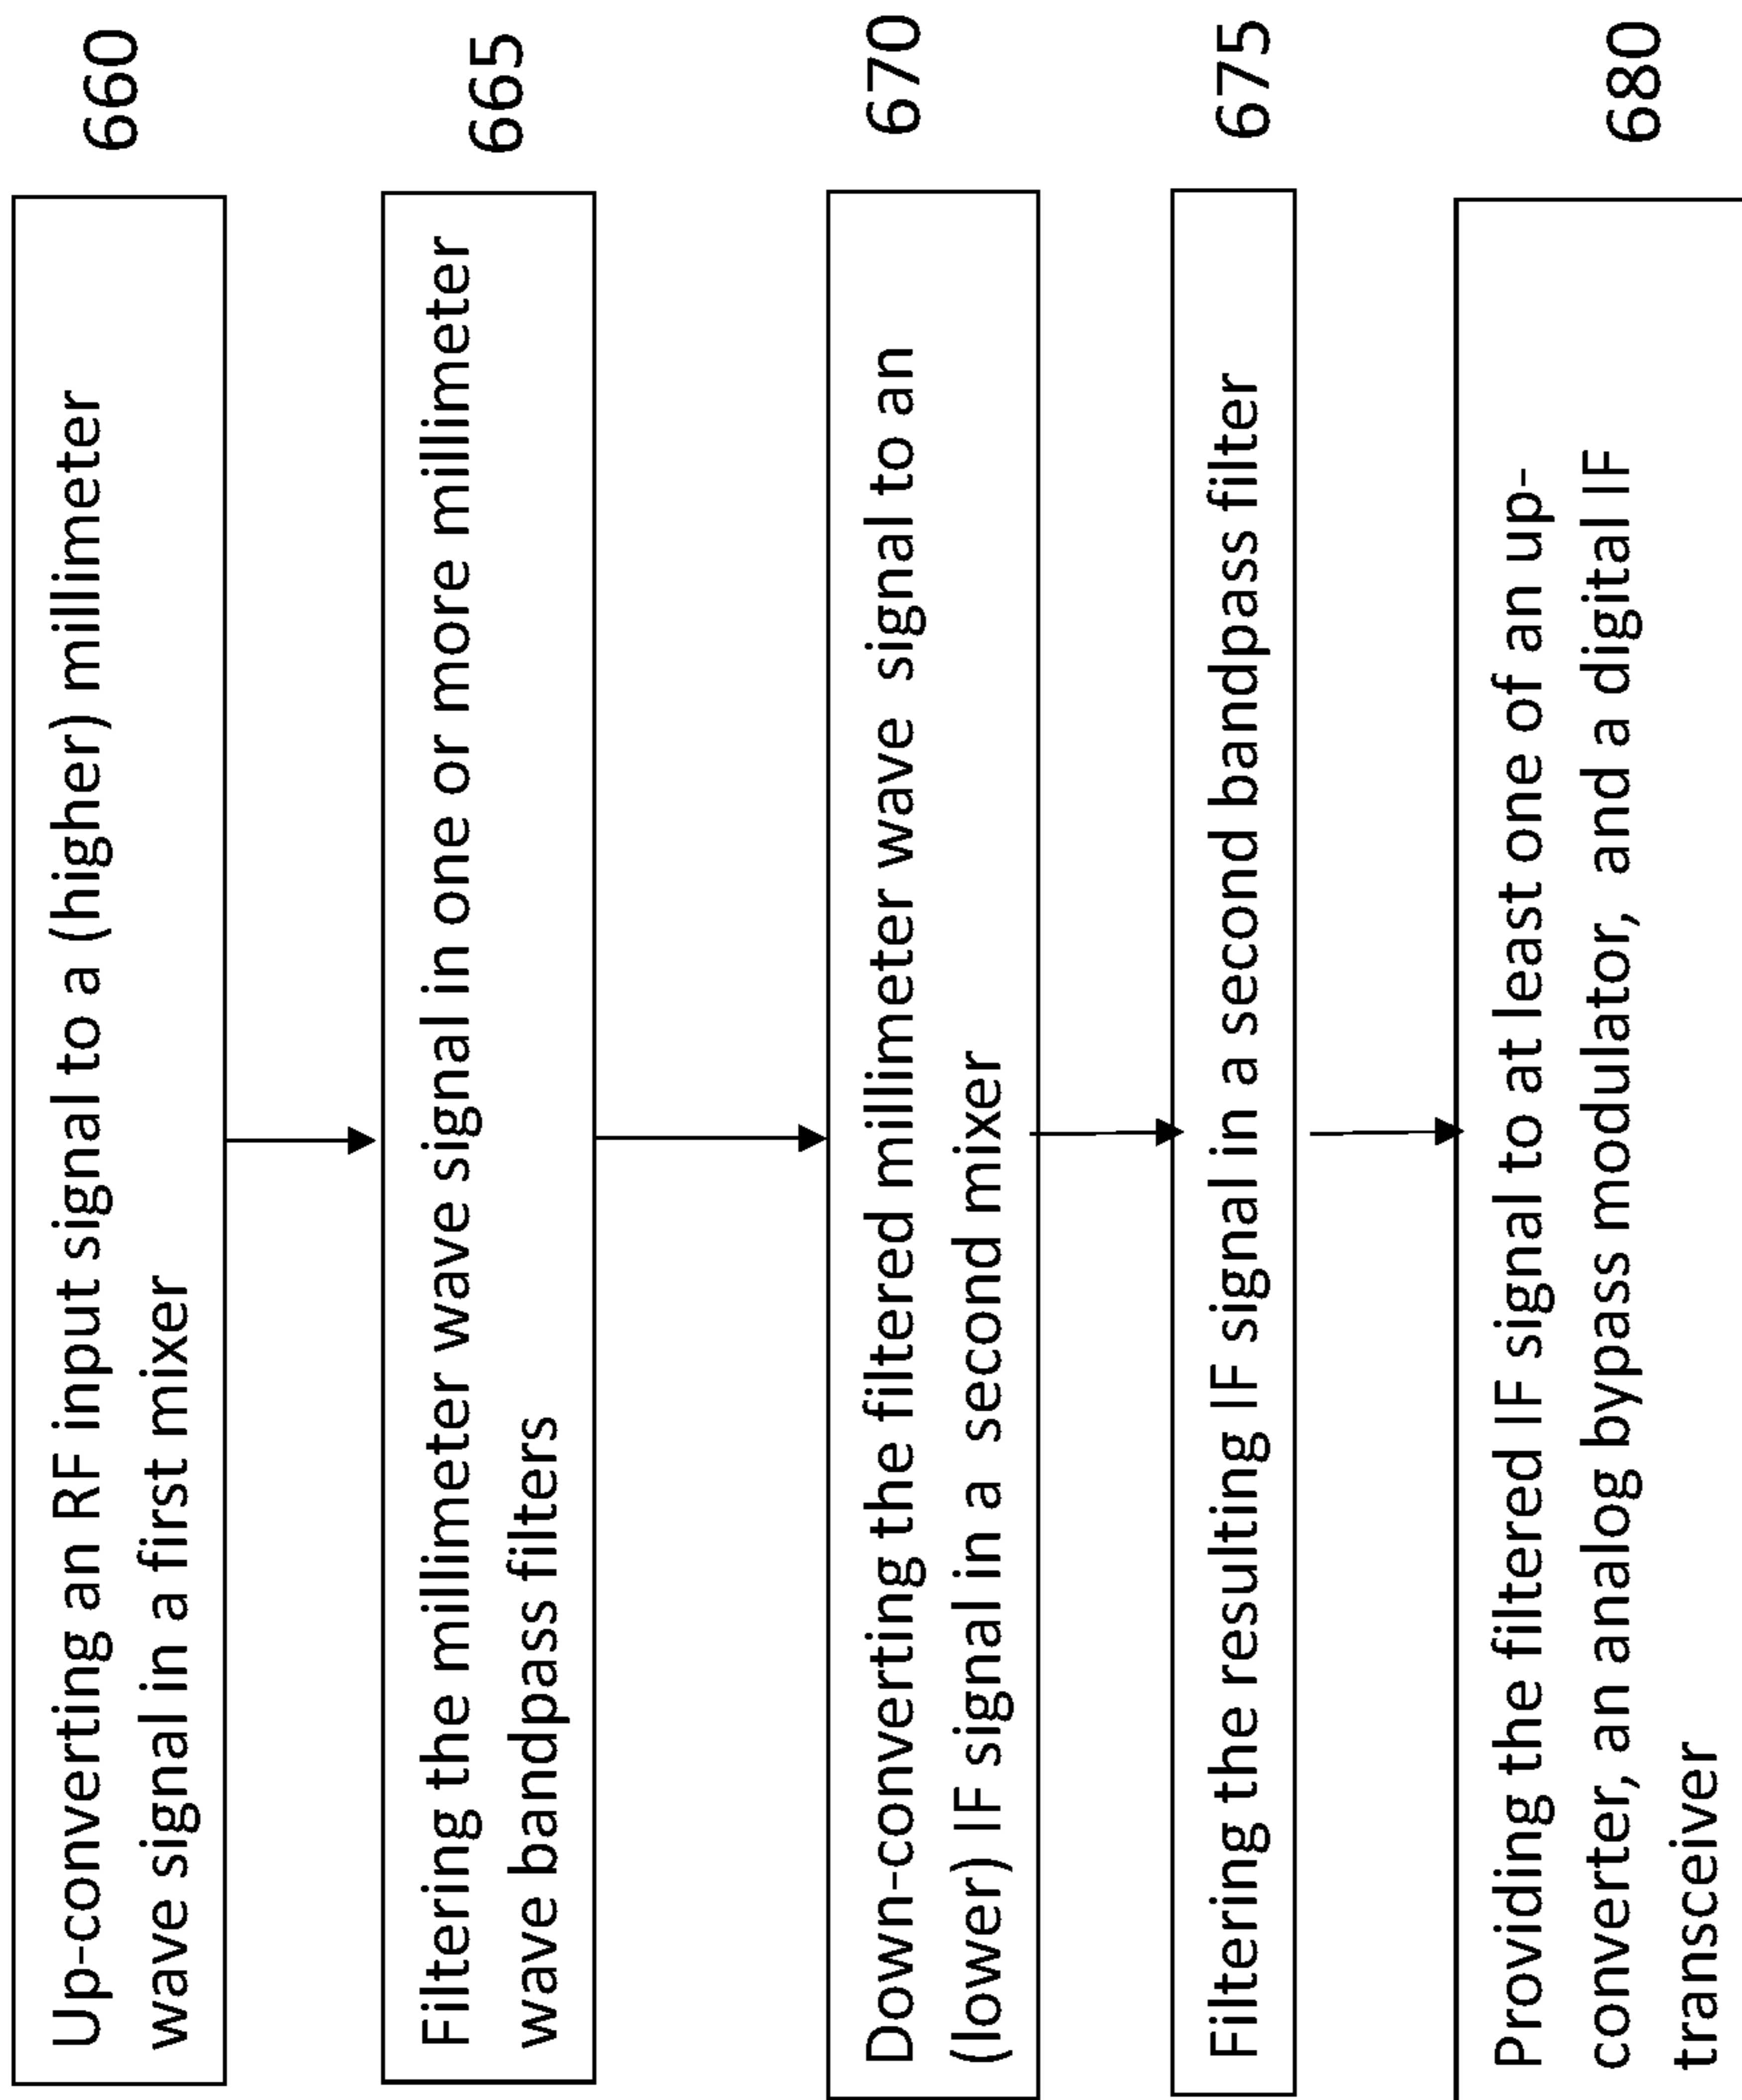 Up-converting an RF input signal to a (higher) millimeter
wave signal in a first mixer
660
Filtering the millimeter wave signal in one or more millimeter
wave bandpass filters
665
Down-converting the filtered millimeter wave signal to an
(lower) IF signal in a second mixer
670
Filtering the resulting IF signal in a second bandpass filter
675
Providing the filtered IF signal to at least one of an up-
converter, an analog bypass modulator, and a digital IF
transceiver
680